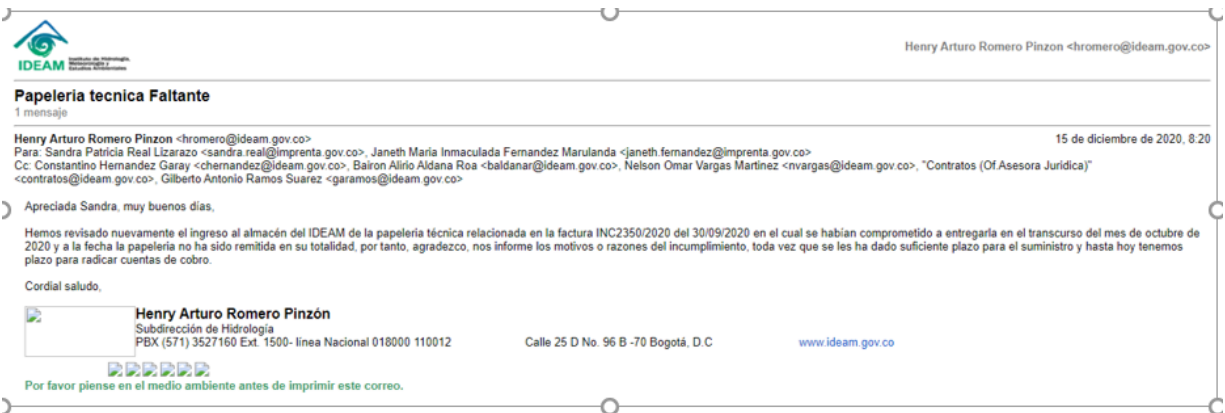 IDEAM Instituto de Hidrología,
Meteorología y
Estudios Ambientales
Henry Arturo Romero Pinzon <hromero@ideam.gov.co>
Papeleria tecnica Faltante
1 mensaje
Henry Arturo Romero Pinzon <hromero@ideam.gov.co> 15 de diciembre de 2020, 8:20
Para: Sandra Patricia Real Lizarazo <sandra.real@imprenta.gov.co>, Janeth Maria Inmaculada Fernandez Marulanda <janeth.fernandez@imprenta.gov.co>
Cc: Constantino Hernandez Garay <chernandez@ideam.gov.co>, Bairon Alirio Aldana Roa <baldanar@ideam.gov.co>, Nelson Omar Vargas Martinez <nvargas@ideam.gov.co>, "Contratos (Of.Asesora Juridica)"
<contratos@ideam.gov.co>, Gilberto Antonio Ramos Suarez <garamos@ideam.gov.co>
Apreciada Sandra, muy buenos días,
Hemos revisado nuevamente el ingreso al almacén del IDEAM de la papeleria técnica relacionada en la factura INC2350/2020 del 30/09/2020 en el cual se habían comprometido a entregarla en el transcurso del mes de octubre de
2020 y a la fecha la papeleria no ha sido remitida en su totalidad, por tanto, agradezco, nos informe los motivos o razones del incumplimiento, toda vez que se les ha dado suficiente plazo para el suministro y hasta hoy tenemos
plazo para radicar cuentas de cobro.
Cordial saludo,
Henry Arturo Romero Pinzón
Subdirección de Hidrología
PBX (571) 3527160 Ext. 1500- línea Nacional 018000 110012 Calle 25 D No. 96 B -70 Bogotá, D.C www.ideam.gov.co
Por favor piense en el medio ambiente antes de imprimir este correo.